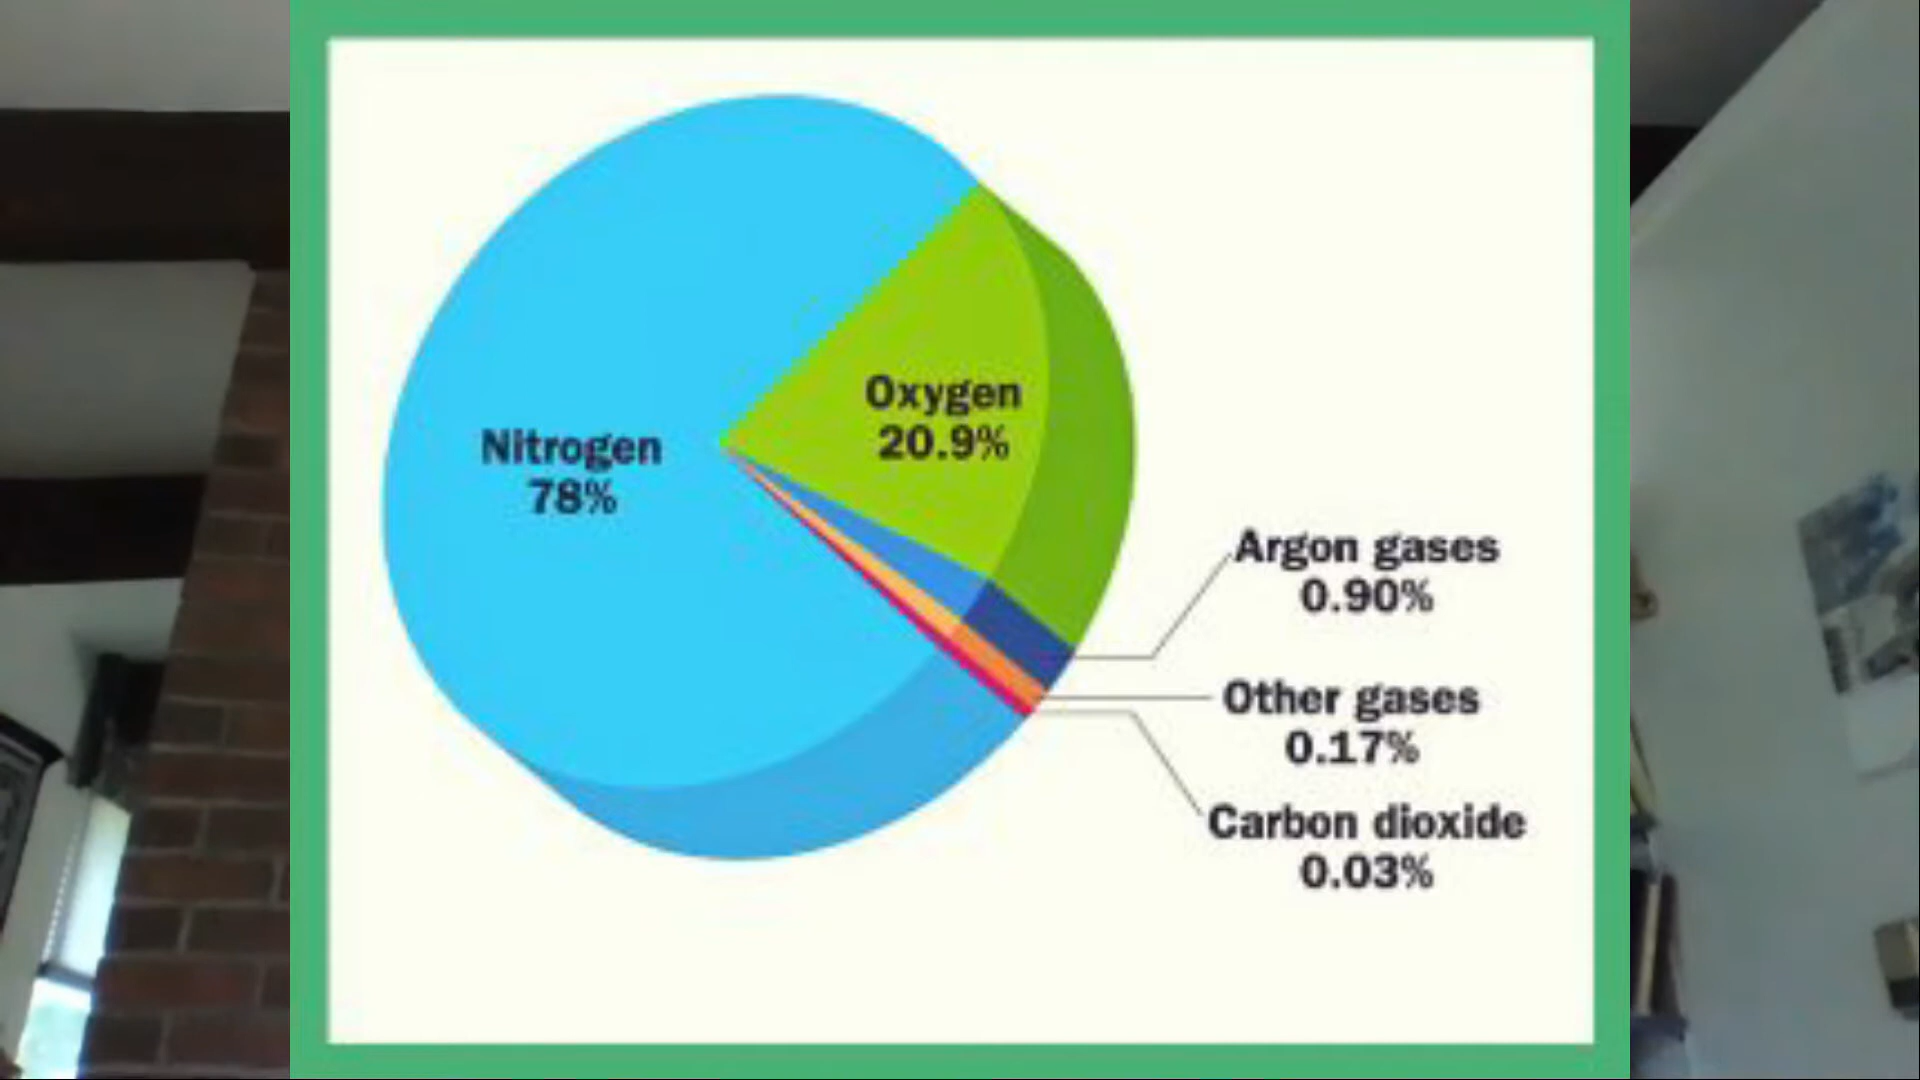 Nitrogen
78%
Oxygen
20.9%
Argon gases
0.90%
Other gases
0.17%
Carbon dioxide
0.03%